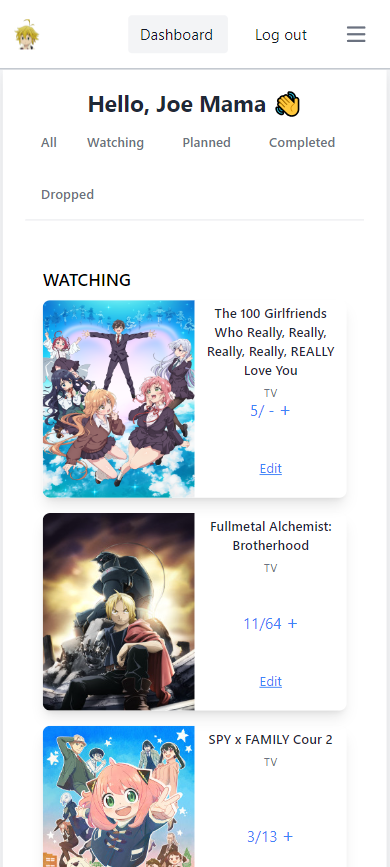 Dashboard Log out
Hello, Joe Mama 👋
All Watching Planned Completed
Dropped
WATCHING
The 100 Girlfriends
Who Really, Really,
Really, Really, REALLY
Love You
TV
5/ - +
Edit
Fullmetal Alchemist:
Brotherhood
TV
11/64 +
Edit
SPY x FAMILY Cour 2
TV
3/13 +